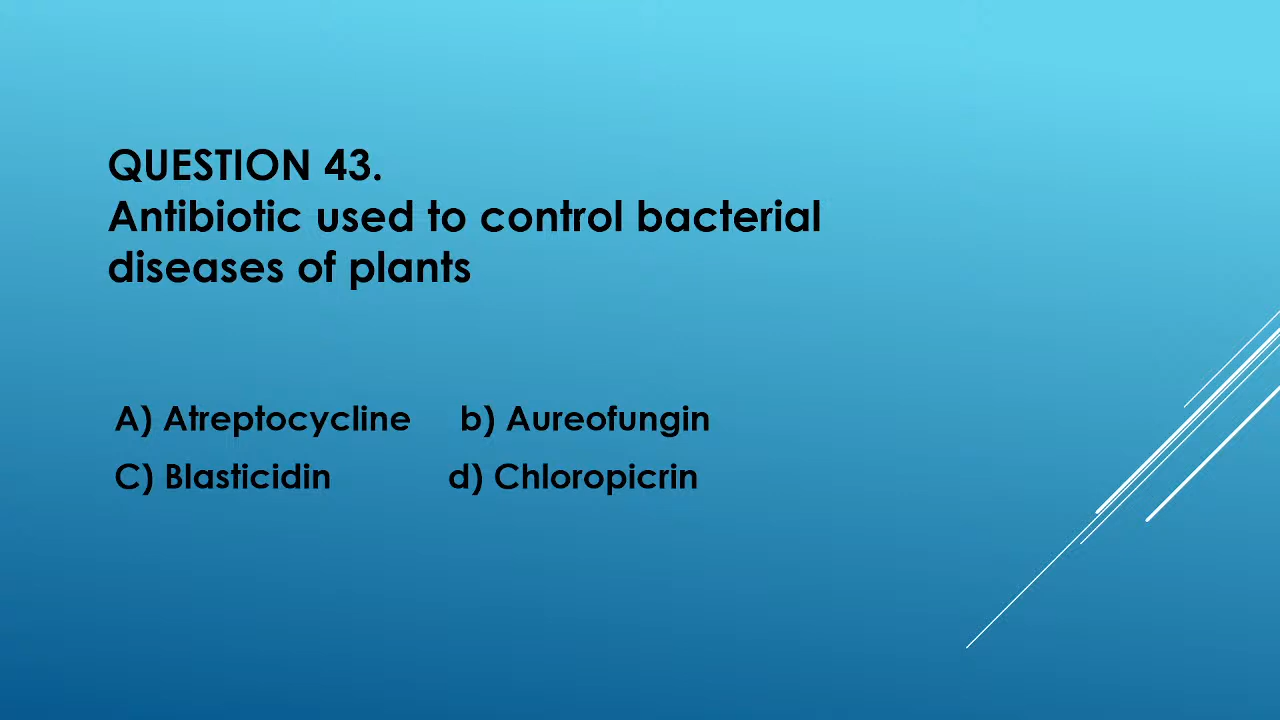 QUESTION 43.
Antibiotic used to control bacterial
diseases of plants
A) Atreptocycline b) Aureofungin
C) Blasticidin d) Chloropicrin